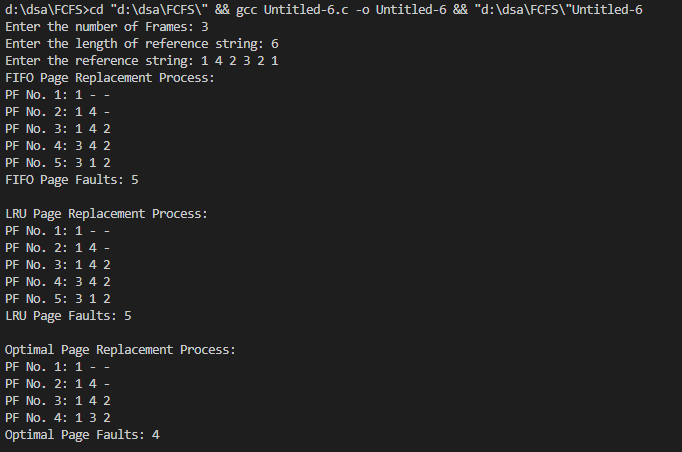 d:\dsa\FCFS>cd "d:\dsa\FCFS\" && gcc Untitled-6.c -o Untitled-6 && "d:\dsa\FCFS\"Untitled-6
Enter the number of Frames: 3
Enter the length of reference string: 6
Enter the reference string: 1 4 2 3 2 1
FIFO Page Replacement Process:
PF No. 1: 1 - -
PF No. 2: 1 4 -
PF No. 3: 1 4 2
PF No. 4: 3 4 2
PF No. 5: 3 1 2
FIFO Page Faults: 5

LRU Page Replacement Process:
PF No. 1: 1 - -
PF No. 2: 1 4 -
PF No. 3: 1 4 2
PF No. 4: 3 4 2
PF No. 5: 3 1 2
LRU Page Faults: 5

Optimal Page Replacement Process:
PF No. 1: 1 - -
PF No. 2: 1 4 -
PF No. 3: 1 4 2
PF No. 4: 1 3 2
Optimal Page Faults: 4